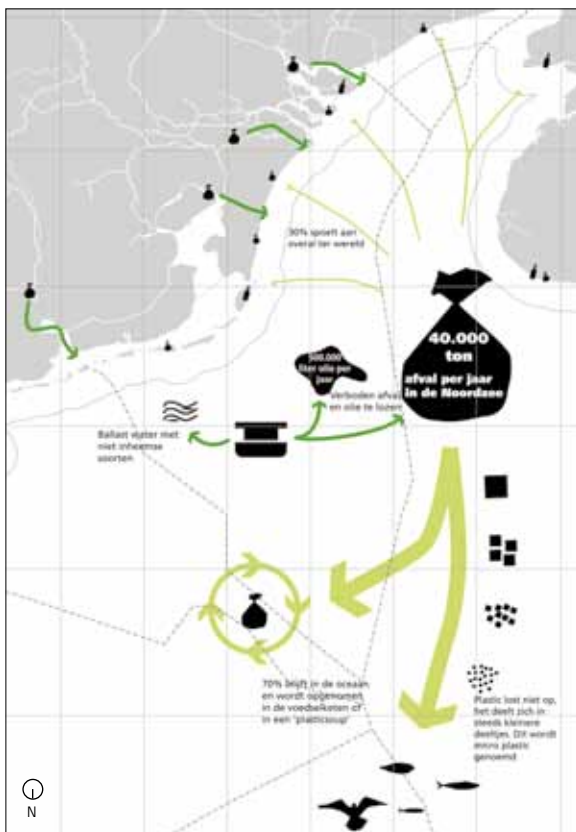 30% spoelt aan
overal ter wereld
40.000
ton
afval per jaar
in de Noordzee
500.000
liter olie per
jaar
Verboden afval
en olie te lozen
Ballast water met
niet inheemse
soorten
70% blijft in de oceaan
en wordt opgenomen
in de voedselketen of
in een 'plasticsoup'
Plastic lost niet op,
het deelt zich in
steeds kleinere
deeltjes. Dit wordt
micro plastic
genoemd
N